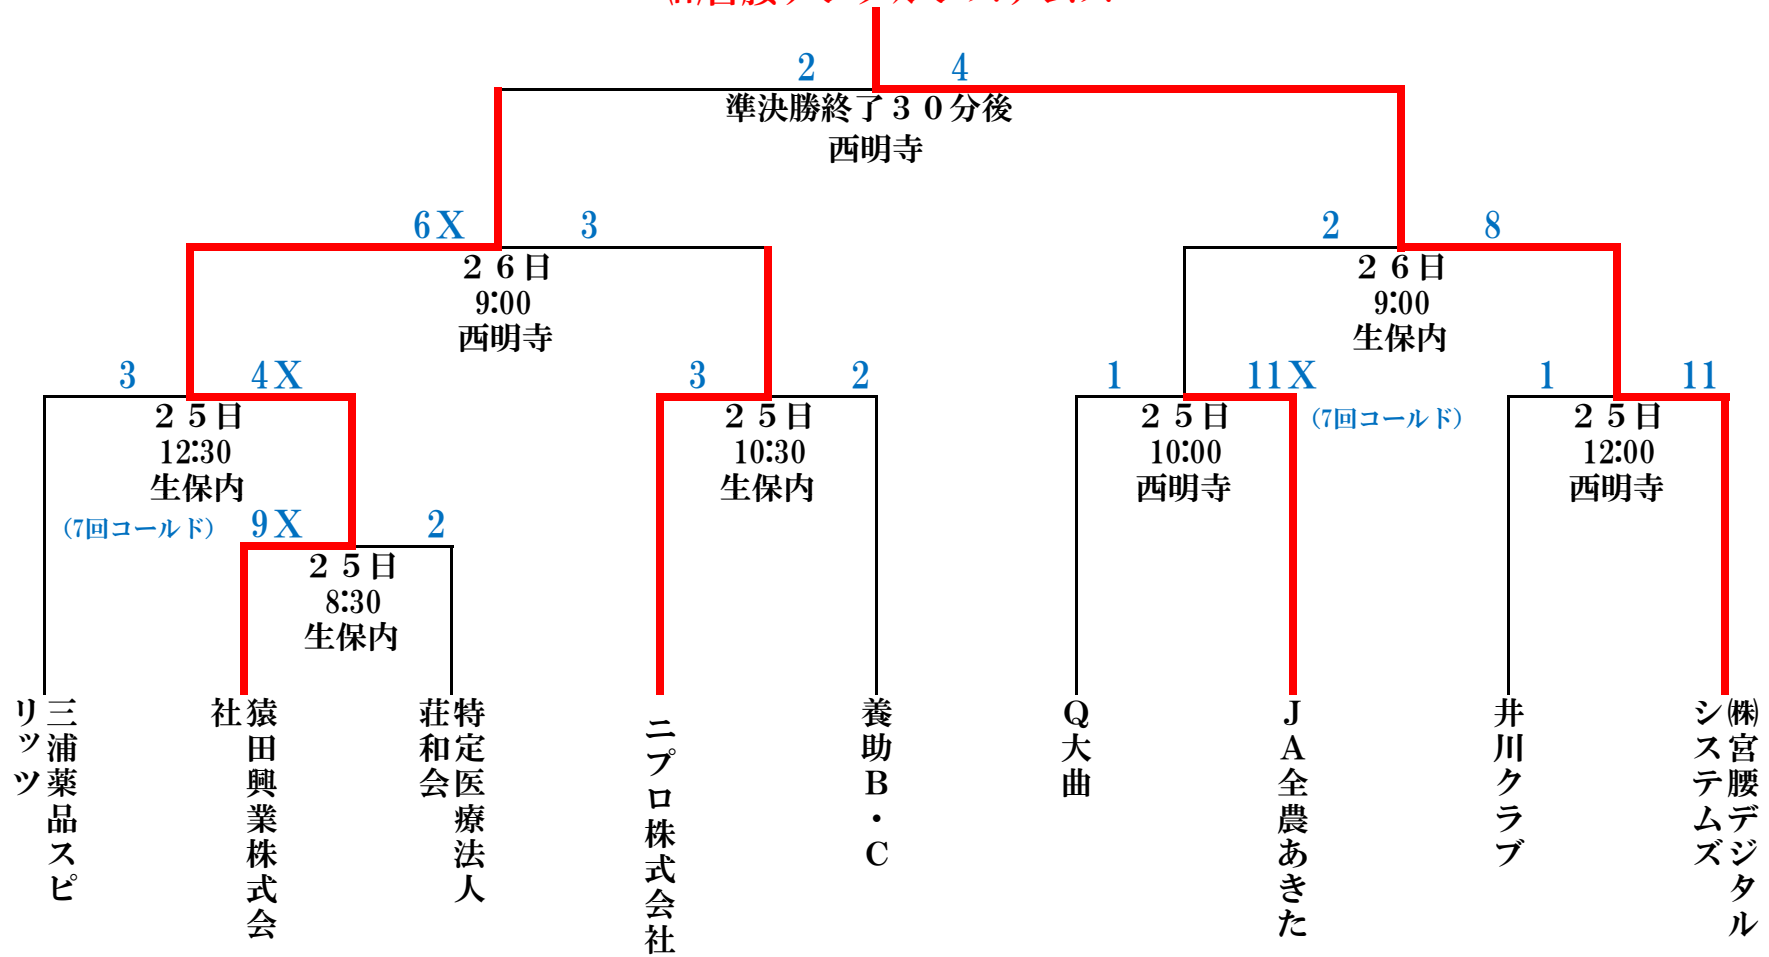 2 4
準決勝終了３０分後
西明寺
6X 3
２６日
9:00
西明寺
2 8
２６日
9:00
生保内
3 4X
２５日
12:30
生保内
3 2
２５日
10:30
生保内
1 11X
(7回コールド)
２５日
10:00
西明寺
1 11
２５日
12:00
西明寺
(7回コールド)
9X 2
２５日
8:30
生保内
三浦薬品スピ
リッツ
猿田興業株式会
社
特定医療法人
荘和会
ニプロ株式会社
養助B・C
Q大曲
JA全農あきた
井川クラブ
㈱宮腰デジタル
システムズ